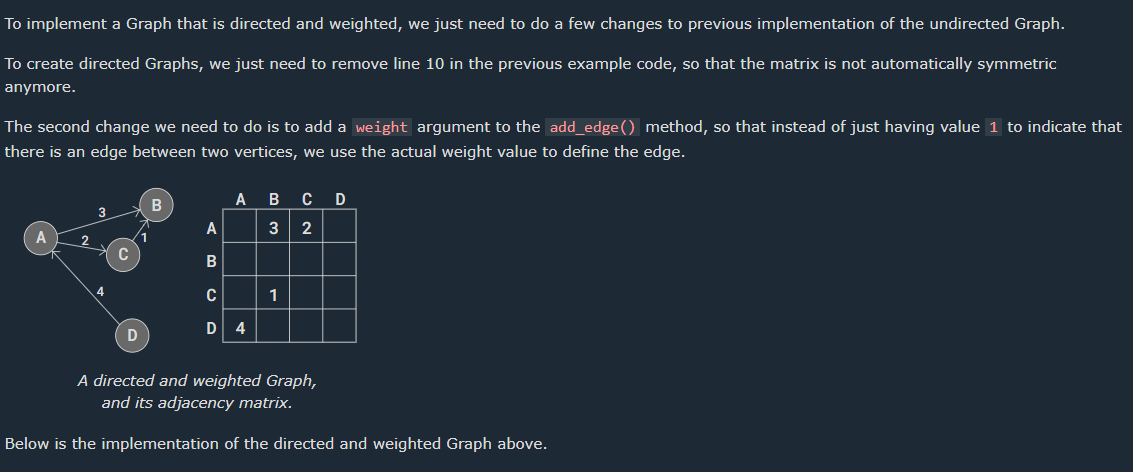 To implement a Graph that is directed and weighted, we just need to do a few changes to previous implementation of the undirected Graph.
To create directed Graphs, we just need to remove line 10 in the previous example code, so that the matrix is not automatically symmetric
anymore.
The second change we need to do is to add a weight argument to the add_edge() method, so that instead of just having value 1 to indicate that
there is an edge between two vertices, we use the actual weight value to define the edge.
A
B
C
D
3
2
1
4
A B C D
A 3 2
B
C 1
D 4
A directed and weighted Graph,
and its adjacency matrix.
Below is the implementation of the directed and weighted Graph above.